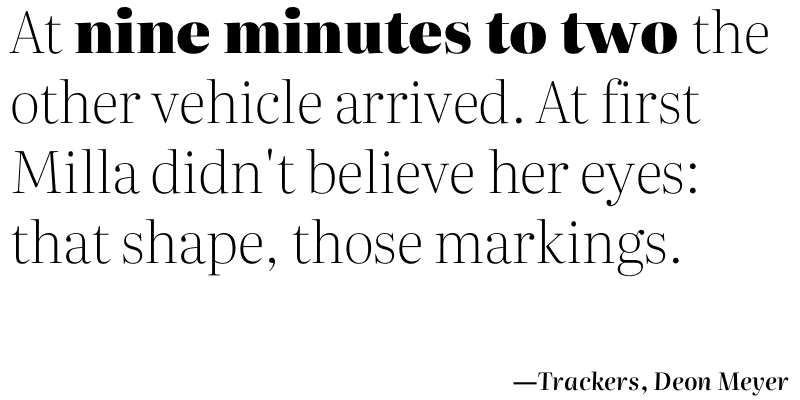 At nine minutes to two the
other vehicle arrived. At first
Milla didn't believe her eyes:
that shape, those markings.
—Trackers, Deon Meyer